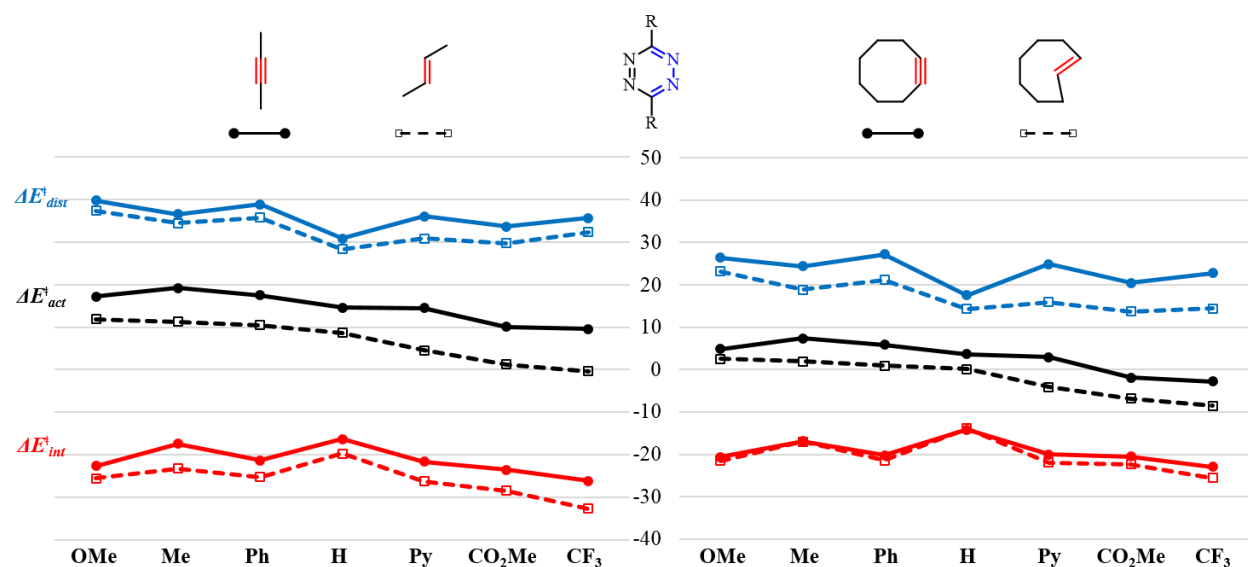 R
N N
N N
R
50
ΔE‡dist
40
30
20
ΔE‡act
10
0
-10
ΔE‡int
-20
-30
-40
OMe Me Ph H Py CO₂Me CF₃
OMe Me Ph H Py CO₂Me CF₃